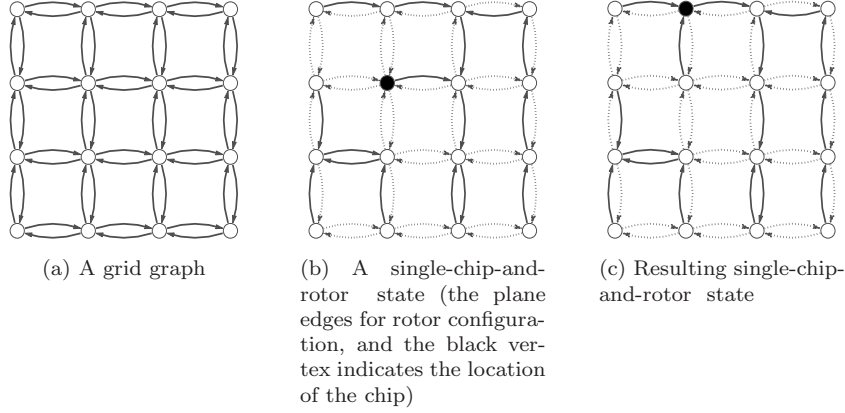 (a) A grid graph
(b) A single-chip-and-
rotor state (the plane
edges for rotor configura-
tion, and the black ver-
tex indicates the location
of the chip)
(c) Resulting single-chip-
and-rotor state